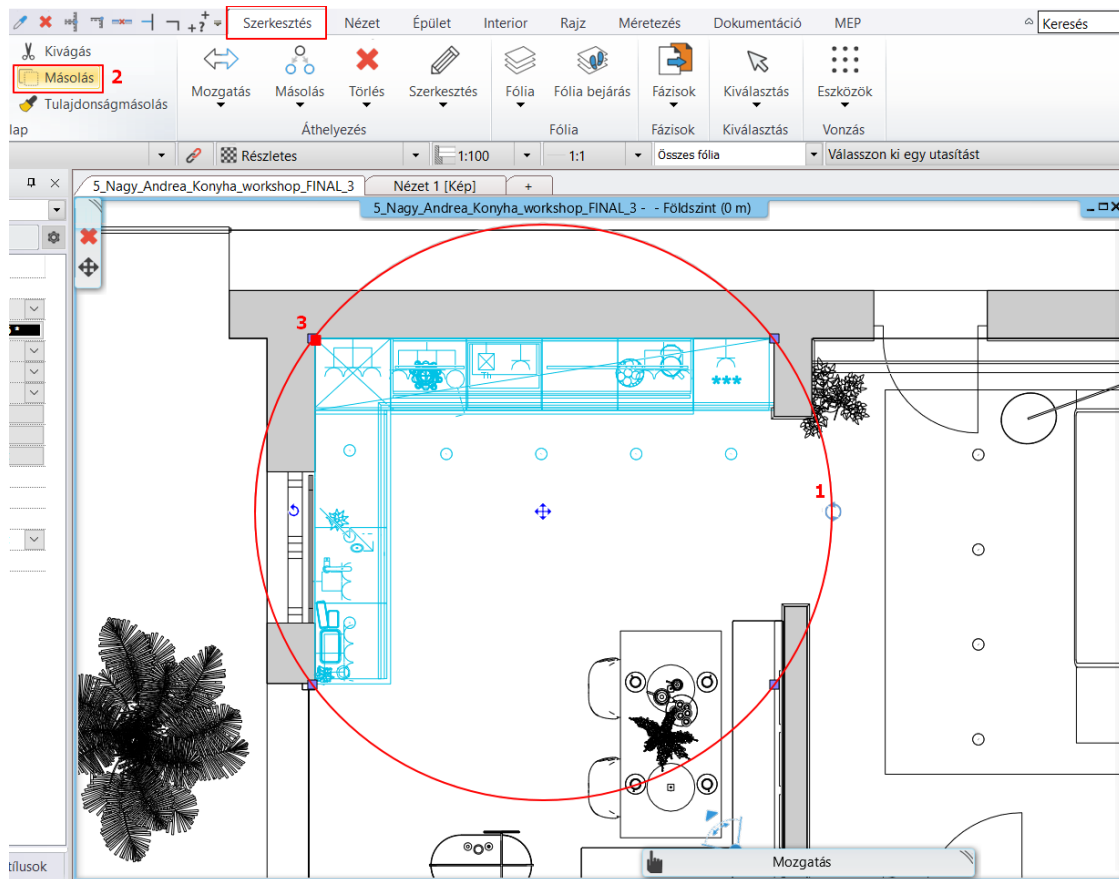 Szerkesztés Nézet Épület Interior Rajz Méretezés Dokumentáció MEP Keresés
Kivágás
Másolás 2
Tulajdonságmásolás
Mozgatás Másolás Törlés Szerkesztés Fólia Fólia bejárás Fázisok Kiválasztás Eszközök
lap Áthelyezés Fólia Fázisok Kiválasztás Vonzás
Részletes 1:100 1:1 Összes fólia Válasszon ki egy utasítást
5_Nagy_Andrea_Konyha_workshop_FINAL_3 Nézet 1 [Kép] +
5_Nagy_Andrea_Konyha_workshop_FINAL_3 - - Földszint (0 m)
3
Th
***
1
Mozgatás
tílusok